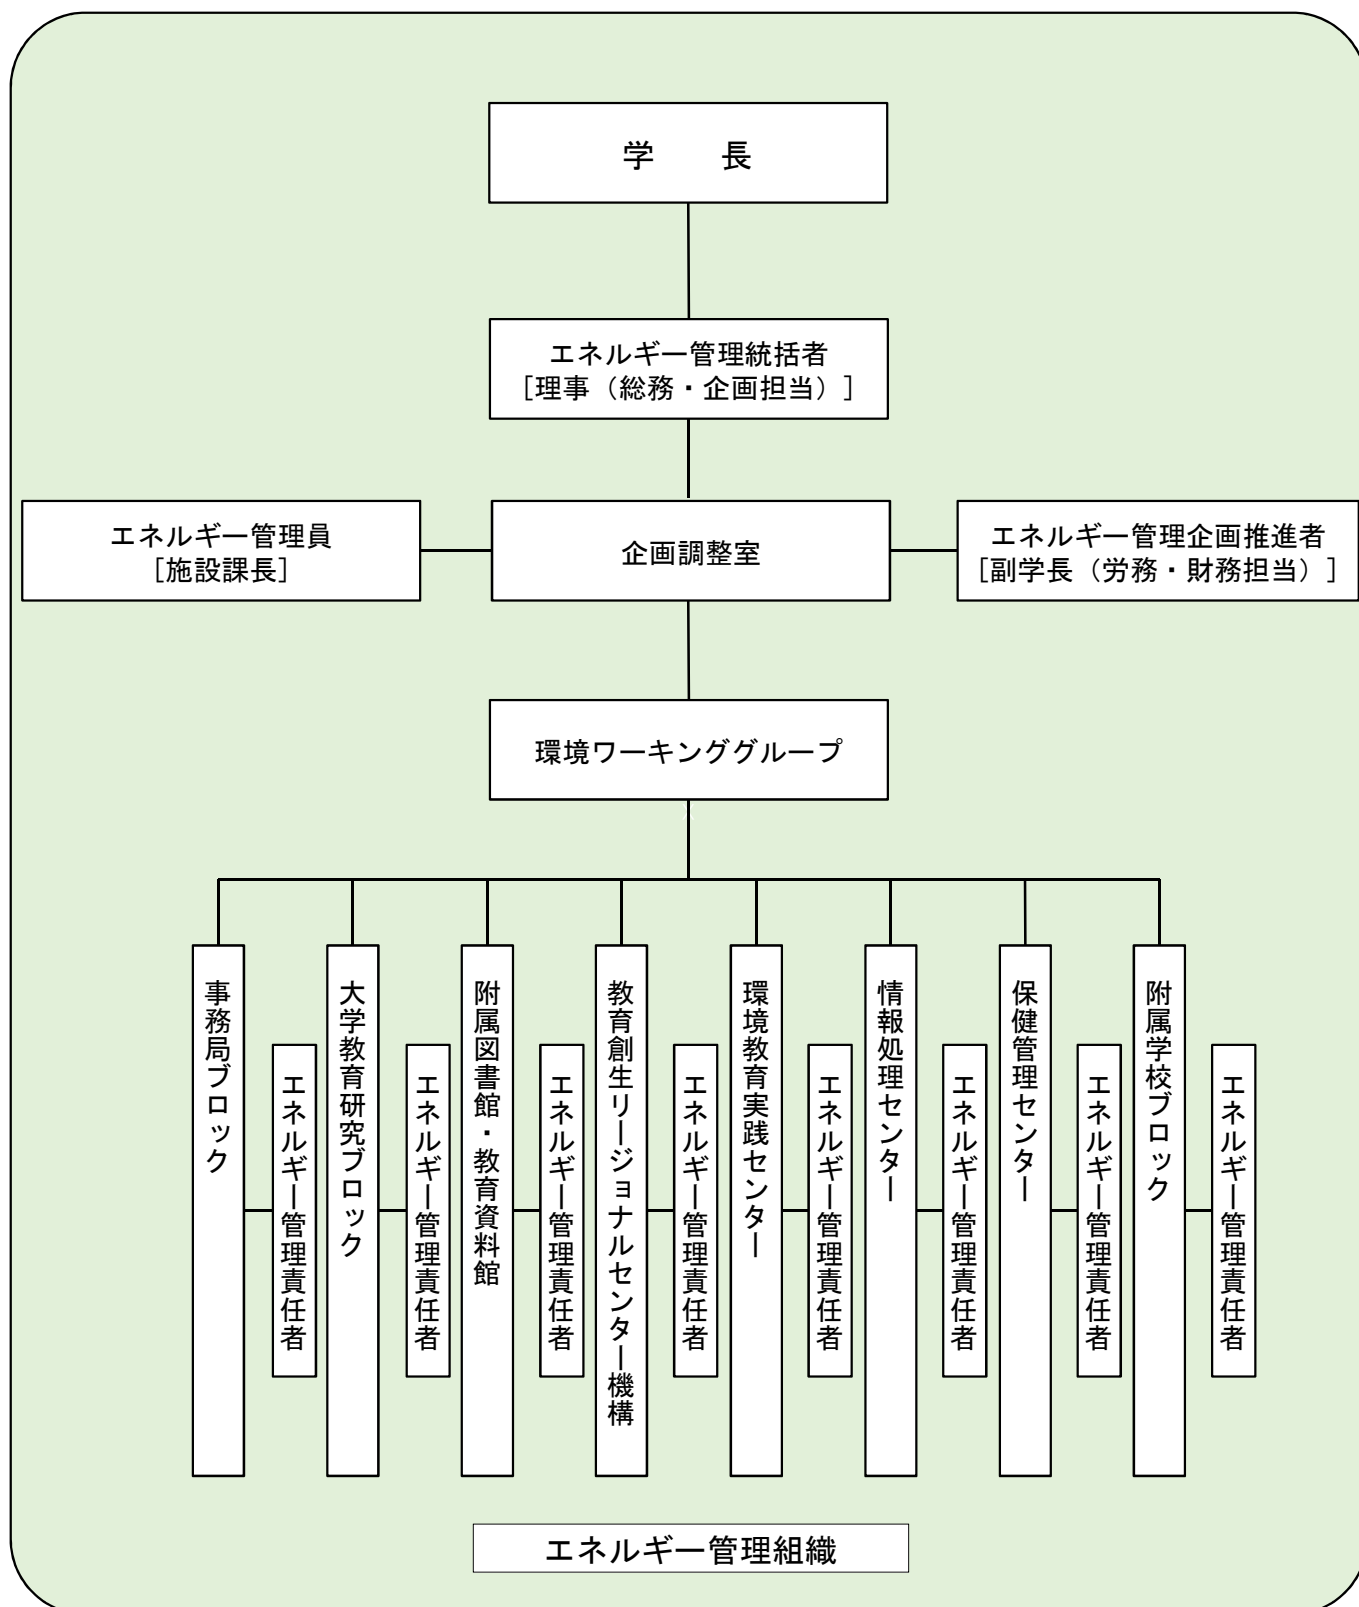 学　　長
エネルギー管理統括者
［理事（総務・企画担当）］
エネルギー管理員
［施設課長］
企画調整室
エネルギー管理企画推進者
［副学長（労務・財務担当）］
環境ワーキンググループ
事務局ブロック
エネルギー管理責任者
大学教育研究ブロック
エネルギー管理責任者
附属図書館・教育資料館
エネルギー管理責任者
教育創生リージョナルセンター機構
エネルギー管理責任者
環境教育実践センター
エネルギー管理責任者
情報処理センター
エネルギー管理責任者
保健管理センター
エネルギー管理責任者
附属学校ブロック
エネルギー管理責任者
エネルギー管理組織